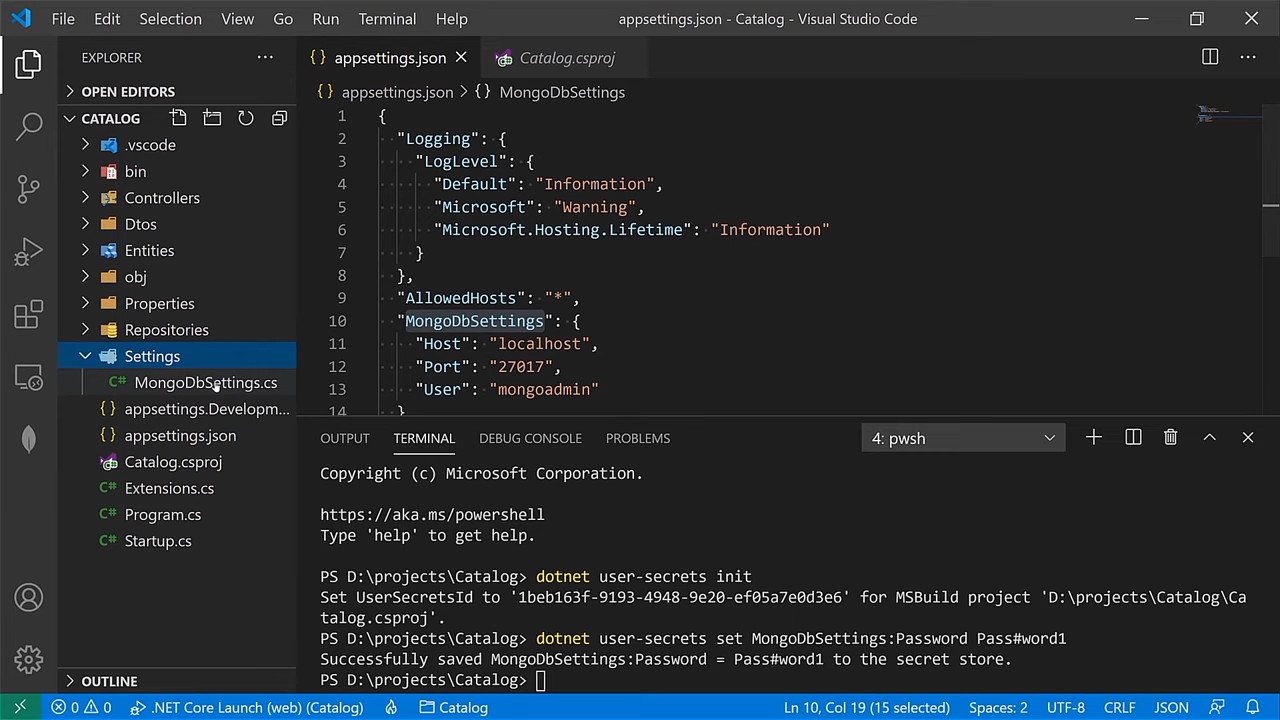 File Edit Selection View Go Run Terminal Help appsettings.json - Catalog - Visual Studio Code
EXPLORER
OPEN EDITORS
CATALOG
.vscode
bin
Controllers
Dtos
Entities
obj
Properties
Repositories
Settings
C# MongoDbSettings.cs
{} appsettings.Developm...
{} appsettings.json
Catalog.csproj
C# Extensions.cs
C# Program.cs
C# Startup.cs
OUTLINE
{} appsettings.json
Catalog.csproj
{} appsettings.json > {} MongoDbSettings
1 {
2 "Logging": {
3 "LogLevel": {
4 "Default": "Information",
5 "Microsoft": "Warning",
6 "Microsoft.Hosting.Lifetime": "Information"
7 }
8 },
9 "AllowedHosts": "*",
10 "MongoDbSettings": {
11 "Host": "localhost",
12 "Port": "27017",
13 "User": "mongoadmin"
14 }
OUTPUT TERMINAL DEBUG CONSOLE PROBLEMS 4: pwsh
Copyright (c) Microsoft Corporation.
https://aka.ms/powershell
Type 'help' to get help.
PS D:\projects\Catalog> dotnet user-secrets init
Set UserSecretsId to '1beb163f-9193-4948-9e20-ef05a7e0d3e6' for MSBuild project 'D:\projects\Catalog\Ca
talog.csproj'.
PS D:\projects\Catalog> dotnet user-secrets set MongoDbSettings:Password Pass#word1
Successfully saved MongoDbSettings:Password = Pass#word1 to the secret store.
PS D:\projects\Catalog>
0 0 .NET Core Launch (web) (Catalog) Catalog Ln 10, Col 19 (15 selected) Spaces: 2 UTF-8 CRLF JSON